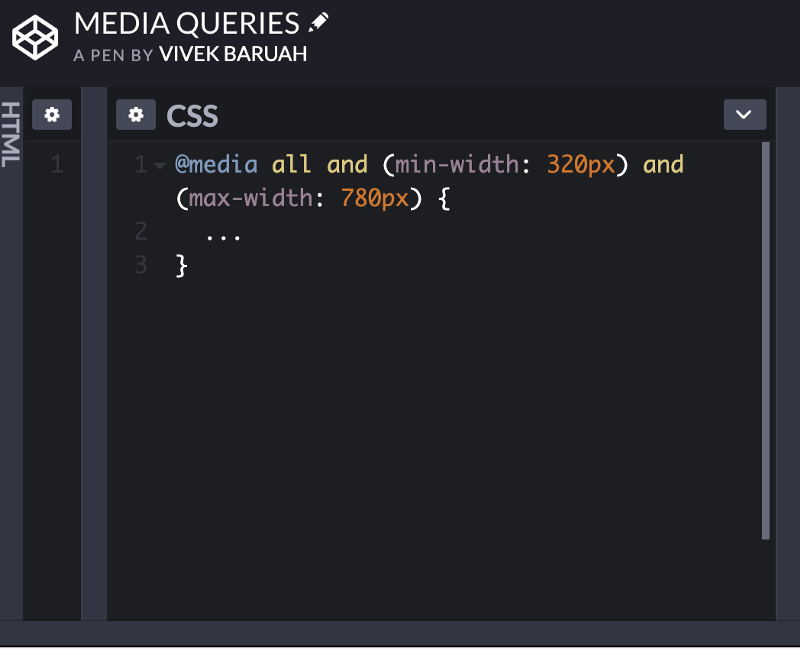 MEDIA QUERIES
A PEN BY VIVEK BARUAH
HTML
CSS
1
1 @media all and (min-width: 320px) and
(max-width: 780px) {
2 ...
3 }